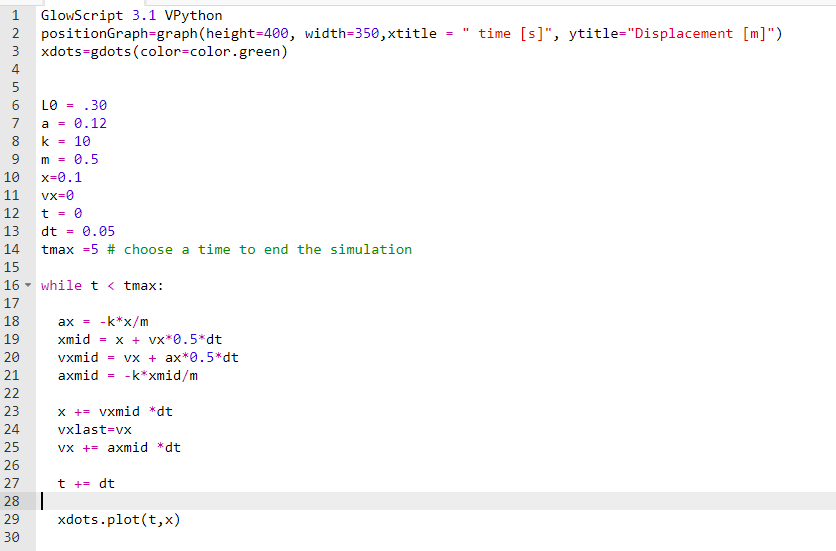 1 GlowScript 3.1 VPython
2 positionGraph=graph(height=400, width=350,xtitle = " time [s]", ytitle="Displacement [m]")
3 xdots=gdots(color=color.green)
4
5
6 L0 = .30
7 a = 0.12
8 k = 10
9 m = 0.5
10 x=0.1
11 vx=0
12 t = 0
13 dt = 0.05
14 tmax =5 # choose a time to end the simulation
15
16 while t < tmax:
17
18   ax = -k*x/m
19   xmid = x + vx*0.5*dt
20   vxmid = vx + ax*0.5*dt
21   axmid = -k*xmid/m
22
23   x += vxmid *dt
24   vxlast=vx
25   vx += axmid *dt
26
27   t += dt
28
29   xdots.plot(t,x)
30